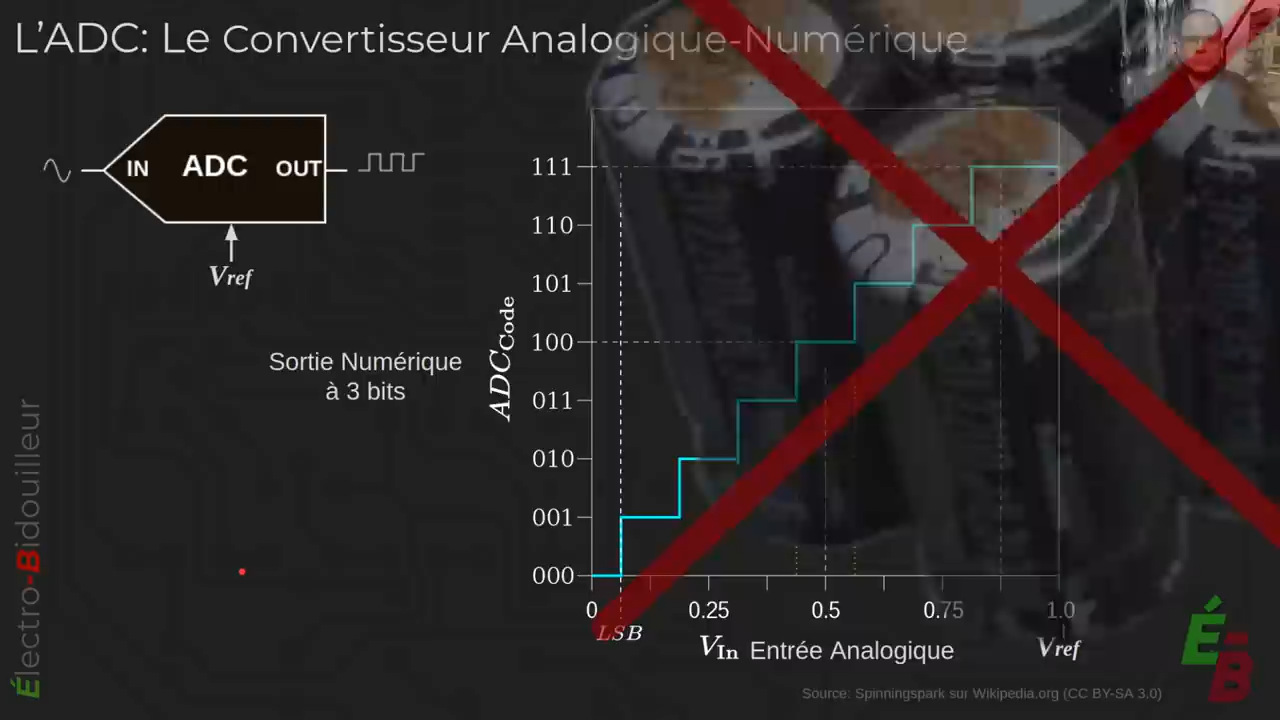 L'ADC: Le Convertisseur Analogique-Numérique
IN ADC OUT
Vref
Sortie Numérique
à 3 bits
ADC Code
111
110
101
100
011
010
001
000
0 0.25 0.5 0.75 1.0
LSB
VIn Entrée Analogique
Vref
Source: Spinningspark sur Wikipedia.org (CC BY-SA 3.0)
Électro-Bidouilleur
ÉB